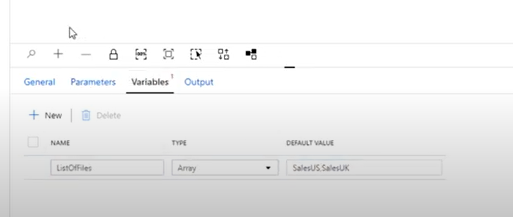 General Parameters Variables 1 Output
New Delete
NAME TYPE DEFAULT VALUE
ListOfFiles Array SalesUS.SalesUK